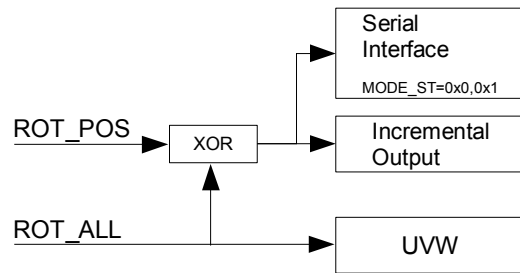 Serial
Interface
MODE_ST=0x0,0x1
ROT_POS
XOR
Incremental
Output
ROT_ALL
UVW